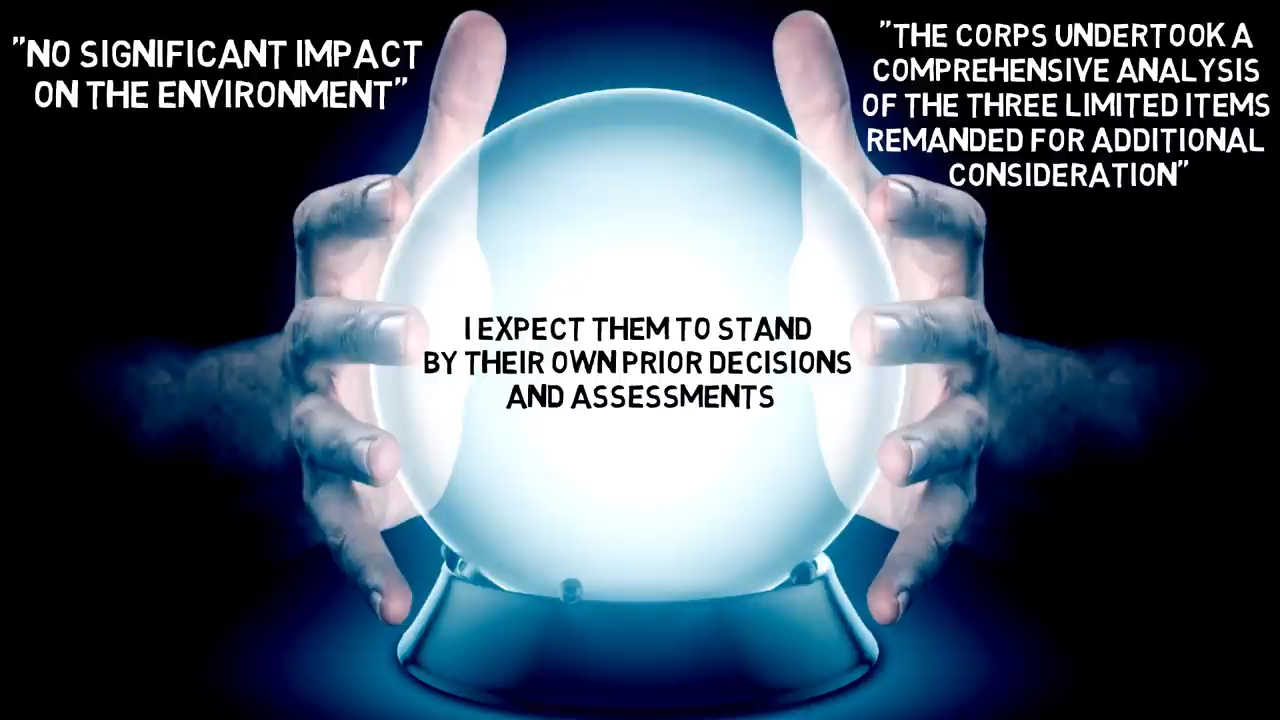 "NO SIGNIFICANT IMPACT
ON THE ENVIRONMENT"
"THE CORPS UNDERTOOK A
COMPREHENSIVE ANALYSIS
OF THE THREE LIMITED ITEMS
REMANDED FOR ADDITIONAL
CONSIDERATION"
I EXPECT THEM TO STAND
BY THEIR OWN PRIOR DECISIONS
AND ASSESSMENTS